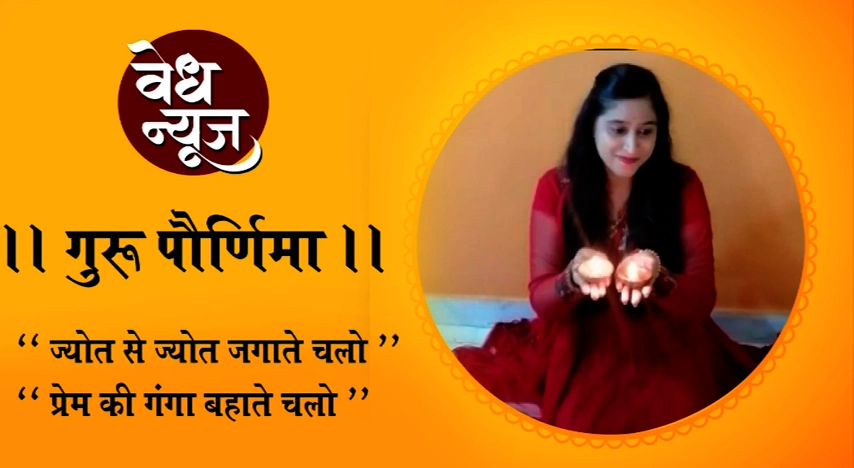 वेध
न्यूज
।। गुरू पौर्णिमा ।।
“ ज्योत से ज्योत जगाते चलो ”
“ प्रेम की गंगा बहाते चलो ”